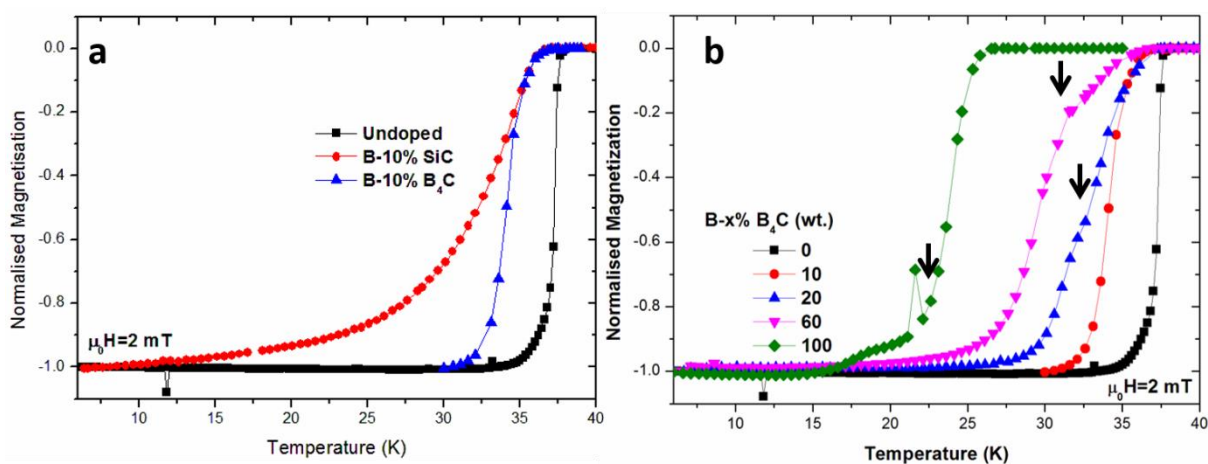 a
Normalised Magnetisation
0.0
-0.2
-0.4
-0.6
-0.8
-1.0
Undoped
B-10% SiC
B-10% B₄C
μ₀H=2 mT
10 15 20 25 30 35 40
Temperature (K)
b
Normalised Magnetization
0.0
-0.2
-0.4
-0.6
-0.8
-1.0
B-x% B₄C (wt.)
0
10
20
60
100
μ₀H=2 mT
10 15 20 25 30 35 40
Temperature (K)